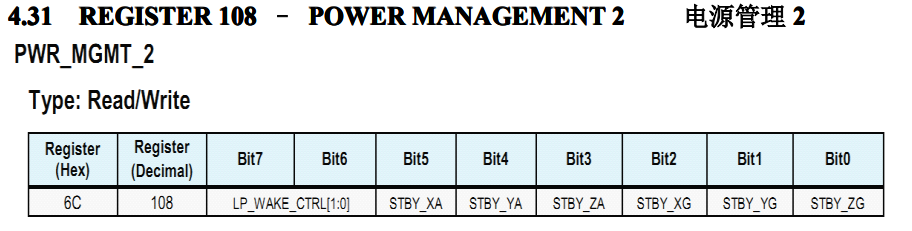 4.31 REGISTER 108 – POWER MANAGEMENT 2 电源管理 2
PWR_MGMT_2
Type: Read/Write
Register (Hex) Register (Decimal) Bit7 Bit6 Bit5 Bit4 Bit3 Bit2 Bit1 Bit0
6C 108 LP_WAKE_CTRL[1:0] STBY_XA STBY_YA STBY_ZA STBY_XG STBY_YG STBY_ZG